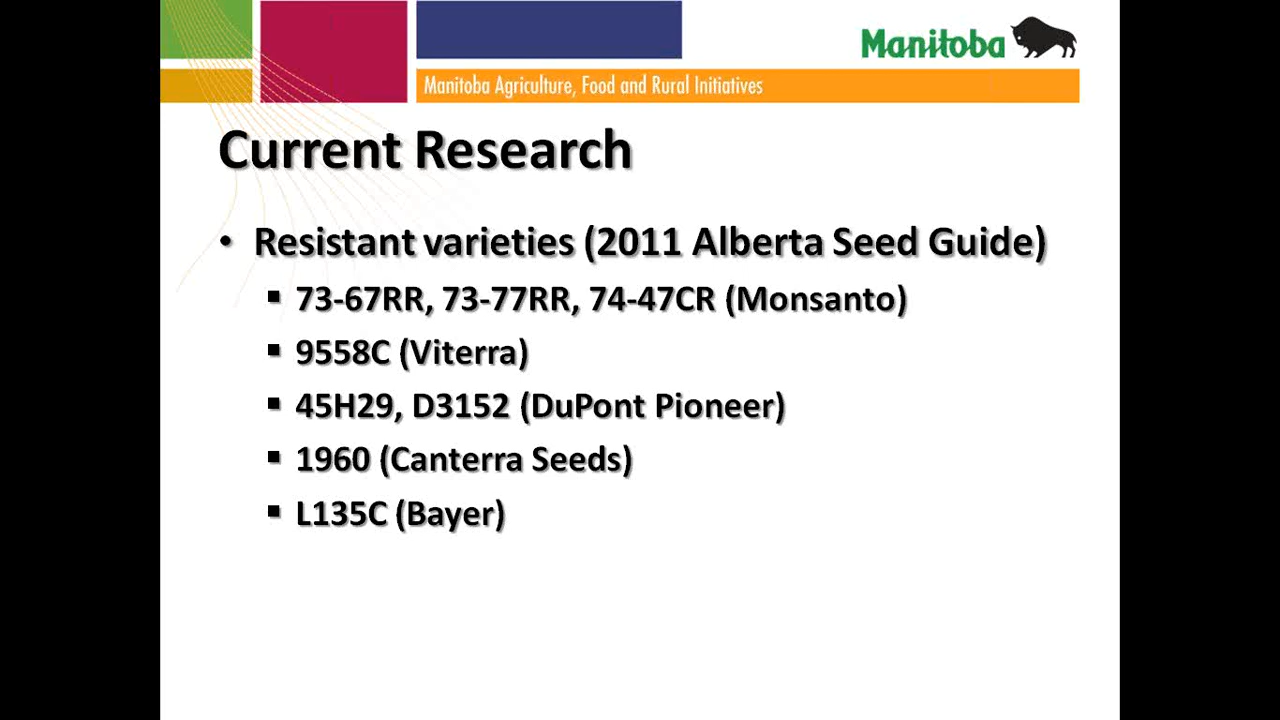 Manitoba
Manitoba Agriculture, Food and Rural Initiatives
Current Research
• Resistant varieties (2011 Alberta Seed Guide)
▪ 73-67RR, 73-77RR, 74-47CR (Monsanto)
▪ 9558C (Viterra)
▪ 45H29, D3152 (DuPont Pioneer)
▪ 1960 (Canterra Seeds)
▪ L135C (Bayer)